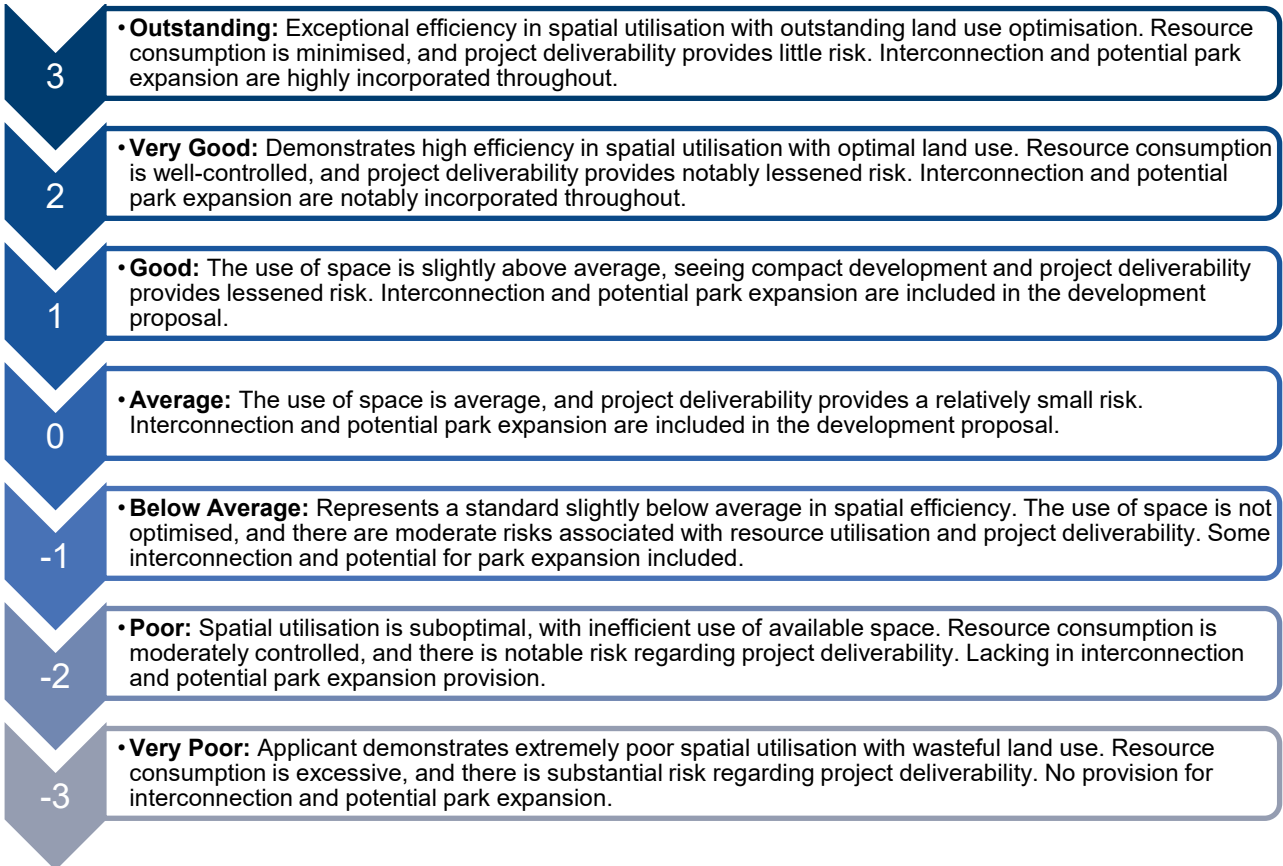 3
• Outstanding: Exceptional efficiency in spatial utilisation with outstanding land use optimisation. Resource
consumption is minimised, and project deliverability provides little risk. Interconnection and potential park
expansion are highly incorporated throughout.
2
• Very Good: Demonstrates high efficiency in spatial utilisation with optimal land use. Resource consumption
is well-controlled, and project deliverability provides notably lessened risk. Interconnection and potential
park expansion are notably incorporated throughout.
1
• Good: The use of space is slightly above average, seeing compact development and project deliverability
provides lessened risk. Interconnection and potential park expansion are included in the development
proposal.
0
• Average: The use of space is average, and project deliverability provides a relatively small risk.
Interconnection and potential park expansion are included in the development proposal.
-1
• Below Average: Represents a standard slightly below average in spatial efficiency. The use of space is not
optimised, and there are moderate risks associated with resource utilisation and project deliverability. Some
interconnection and potential for park expansion included.
-2
• Poor: Spatial utilisation is suboptimal, with inefficient use of available space. Resource consumption is
moderately controlled, and there is notable risk regarding project deliverability. Lacking in interconnection
and potential park expansion provision.
-3
• Very Poor: Applicant demonstrates extremely poor spatial utilisation with wasteful land use. Resource
consumption is excessive, and there is substantial risk regarding project deliverability. No provision for
interconnection and potential park expansion.